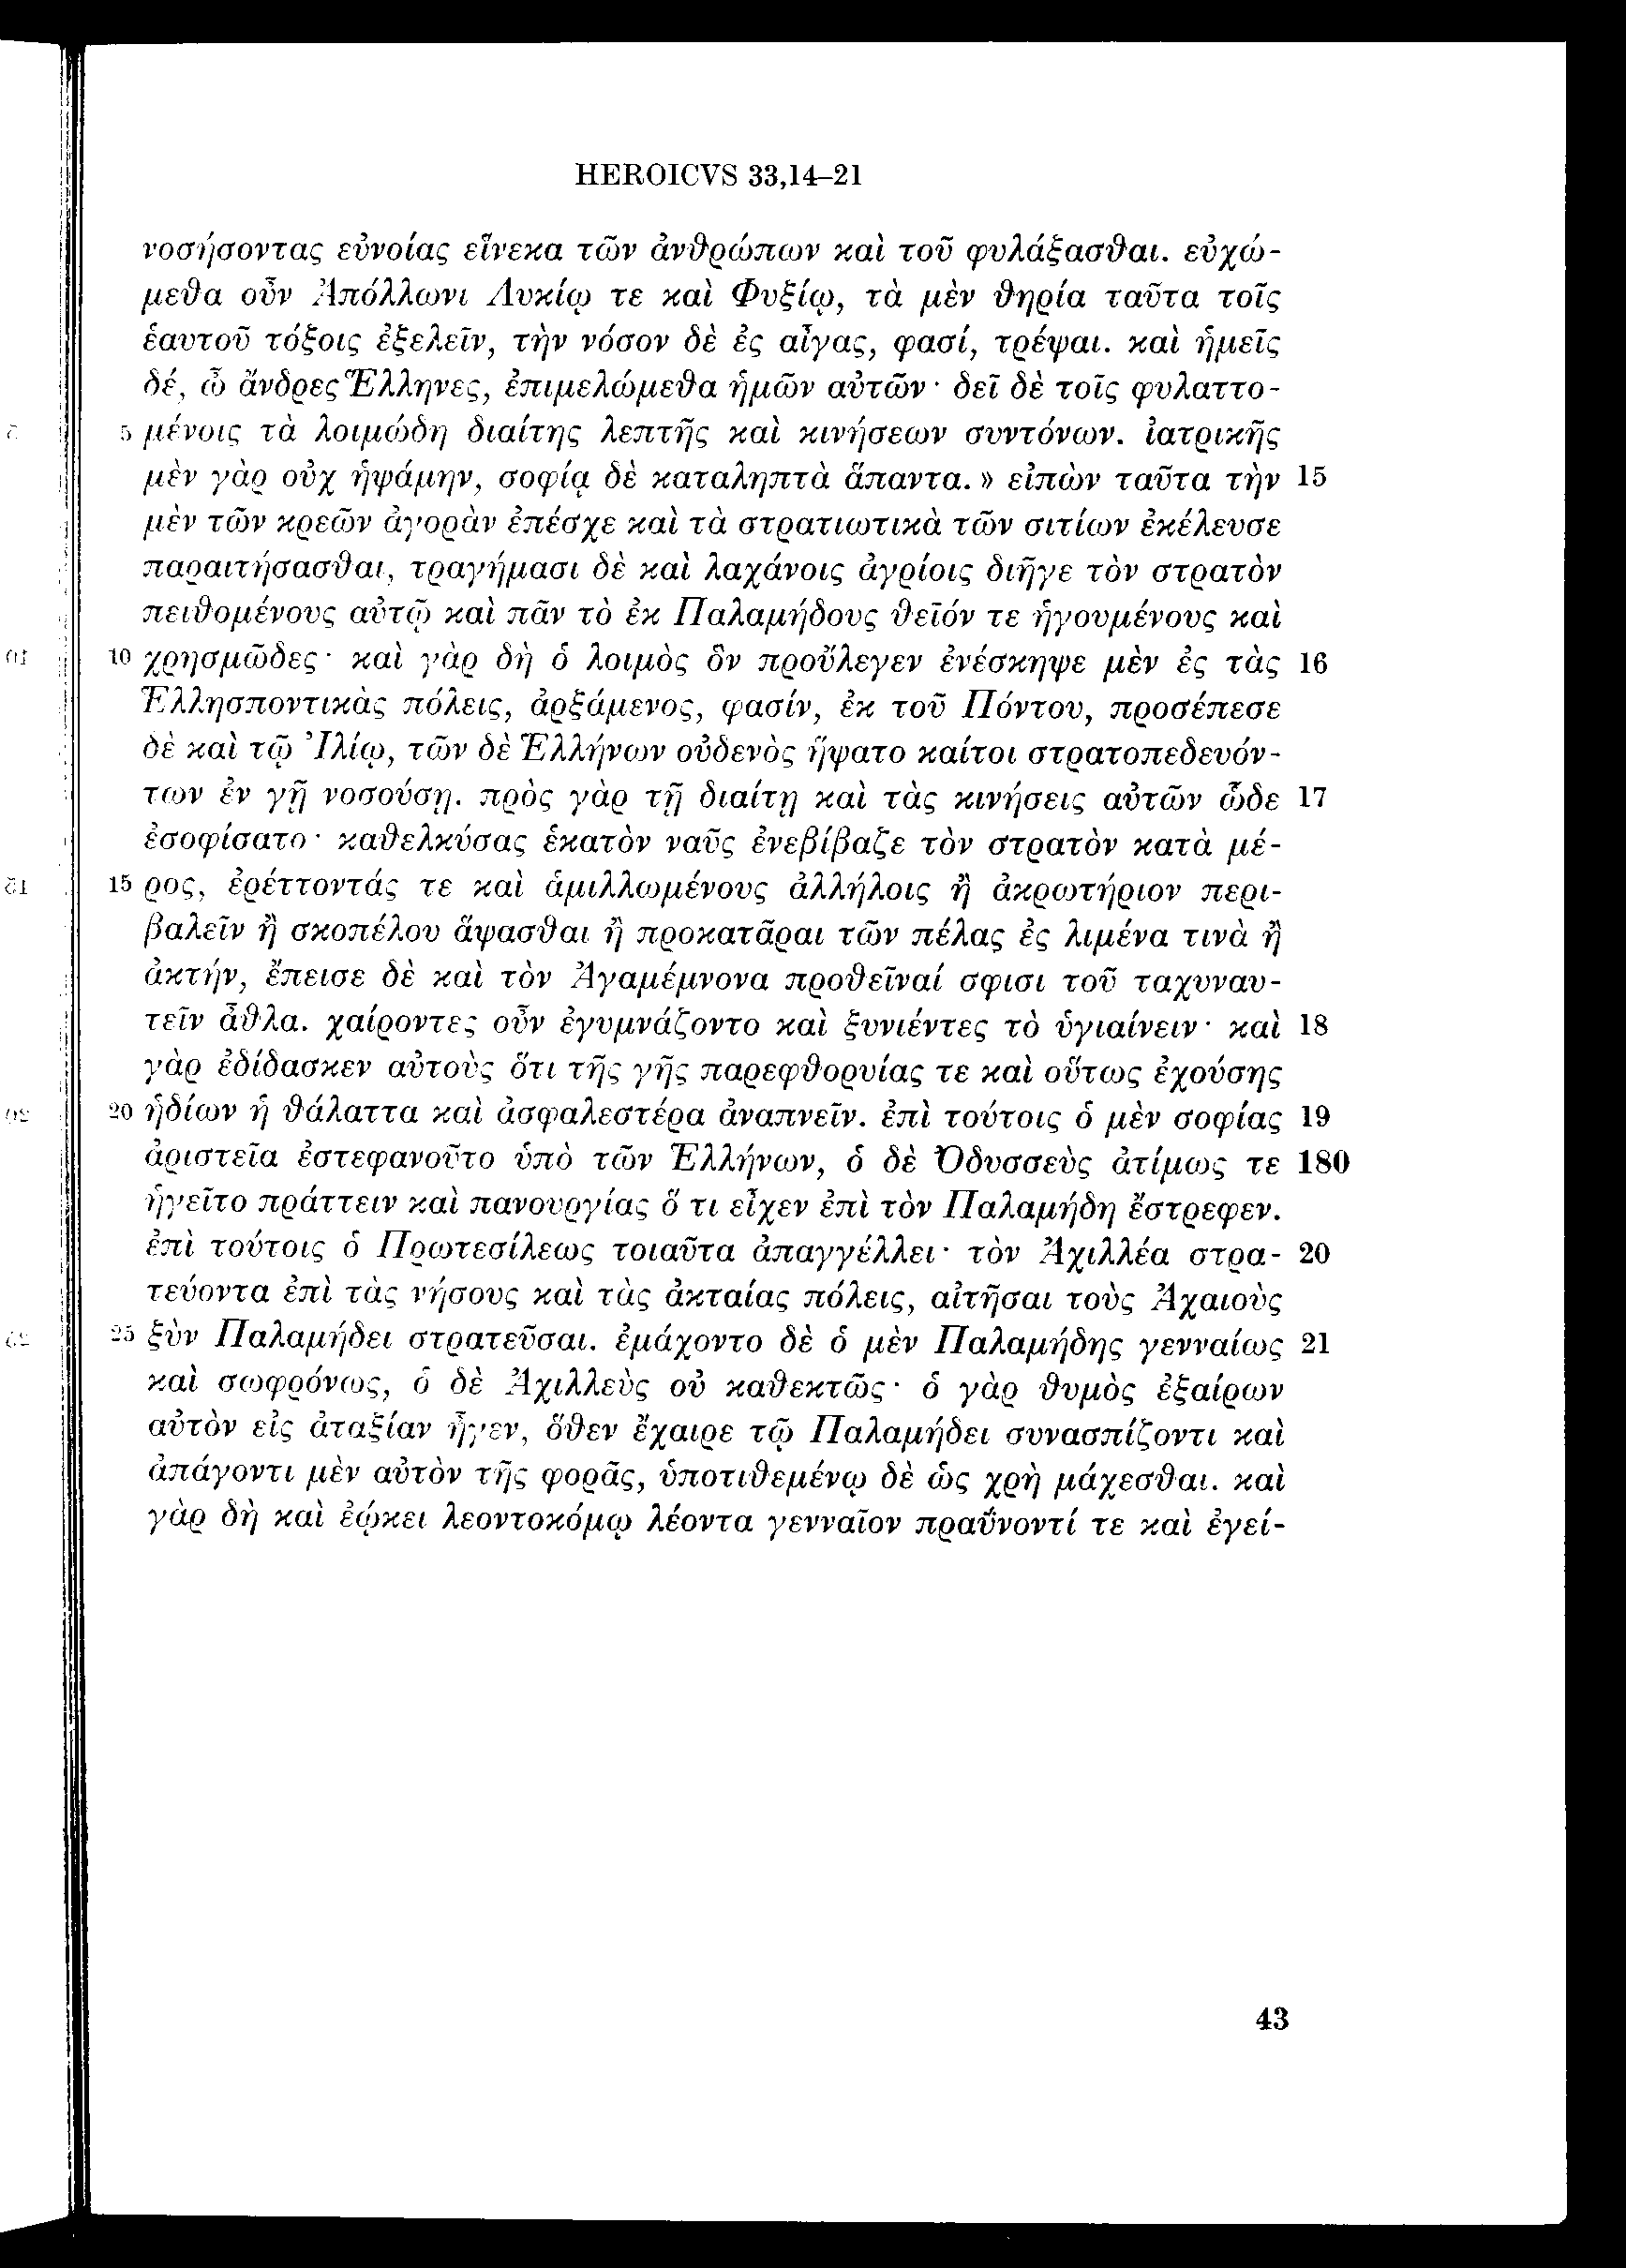 HEROICVS 33,14–21
νοσήσοντας εὐνοίας εἵνεκα τῶν ἀνθρώπων καὶ τοῦ φυλάξασθαι. εὐχώ-
μεθα οὖν Ἀπόλλωνι Λυκίῳ τε καὶ Φυξίῳ, τὰ μὲν θηρία ταῦτα τοῖς
ἑαυτοῦ τόξοις ἐξελεῖν, τὴν νόσον δὲ ἐς αἶγας, φασί, τρέψαι. καὶ ἡμεῖς
δέ, ὦ ἄνδρες Ἕλληνες, ἐπιμελώμεθα ἡμῶν αὐτῶν· δεῖ δὲ τοῖς φυλαττο-
5 μένοις τὰ λοιμώδη διαίτης λεπτῆς καὶ κινήσεων συντόνων. ἰατρικῆς
μὲν γὰρ οὐχ ἡψάμην, σοφίᾳ δὲ καταληπτὰ ἅπαντα.» εἰπὼν ταῦτα τὴν 15
μὲν τῶν κρεῶν ἀγορὰν ἐπέσχε καὶ τὰ στρατιωτικὰ τῶν σιτίων ἐκέλευσε
παραιτήσασθαι, τραγήμασι δὲ καὶ λαχάνοις ἀγρίοις διῆγε τὸν στρατὸν
πειθομένους αὐτῷ καὶ πᾶν τὸ ἐκ Παλαμήδους θεῖόν τε ἡγουμένους καὶ
10 χρησμῶδες· καὶ γὰρ δὴ ὁ λοιμὸς ὃν προὔλεγεν ἐνέσκηψε μὲν ἐς τὰς 16
Ἑλλησποντικὰς πόλεις, ἀρξάμενος, φασίν, ἐκ τοῦ Πόντου, προσέπεσε
δὲ καὶ τῷ Ἰλίῳ, τῶν δὲ Ἑλλήνων οὐδενὸς ἥψατο καίτοι στρατοπεδευόν-
των ἐν γῇ νοσούσῃ. πρὸς γὰρ τῇ διαίτῃ καὶ τὰς κινήσεις αὐτῶν ὧδε 17
ἐσοφίσατο· καθελκύσας ἑκατὸν ναῦς ἐνεβίβαζε τὸν στρατὸν κατὰ μέ-
15 ρος, ἐρέττοντάς τε καὶ ἁμιλλωμένους ἀλλήλοις ἢ ἀκρωτήριον περι-
βαλεῖν ἢ σκοπέλου ἅψασθαι ἢ προκατᾶραι τῶν πέλας ἐς λιμένα τινὰ ἢ
ἀκτήν, ἔπεισε δὲ καὶ τὸν Ἀγαμέμνονα προθεῖναί σφισι τοῦ ταχυναυ-
τεῖν ἆθλα. χαίροντες οὖν ἐγυμνάζοντο καὶ ξυνιέντες τὸ ὑγιαίνειν· καὶ 18
γὰρ ἐδίδασκεν αὐτοὺς ὅτι τῆς γῆς παρεφθορυίας τε καὶ οὕτως ἐχούσης
20 ἡδίων ἡ θάλαττα καὶ ἀσφαλεστέρα ἀναπνεῖν. ἐπὶ τούτοις ὁ μὲν σοφίας 19
ἀριστεῖα ἐστεφανοῦτο ὑπὸ τῶν Ἑλλήνων, ὁ δὲ Ὀδυσσεὺς ἀτίμως τε 180
ἡγεῖτο πράττειν καὶ πανουργίας ὅ τι εἶχεν ἐπὶ τὸν Παλαμήδη ἔστρεφεν.
ἐπὶ τούτοις ὁ Πρωτεσίλεως τοιαῦτα ἀπαγγέλλει· τὸν Ἀχιλλέα στρα- 20
τεύοντα ἐπὶ τὰς νήσους καὶ τὰς ἀκταίας πόλεις, αἰτῆσαι τοὺς Ἀχαιοὺς
25 ξὺν Παλαμήδει στρατεῦσαι. ἐμάχοντο δὲ ὁ μὲν Παλαμήδης γενναίως 21
καὶ σωφρόνως, ὁ δὲ Ἀχιλλεὺς οὐ καθεκτῶς· ὁ γὰρ θυμὸς ἐξαίρων
αὐτὸν εἰς ἀταξίαν ἦγεν, ὅθεν ἔχαιρε τῷ Παλαμήδει συνασπίζοντι καὶ
ἀπάγοντι μὲν αὐτὸν τῆς φορᾶς, ὑποτιθεμένῳ δὲ ὡς χρὴ μάχεσθαι. καὶ
γὰρ δὴ καὶ ἐῴκει λεοντοκόμῳ λέοντα γενναῖον πραΰνοντί τε καὶ ἐγεί-
43